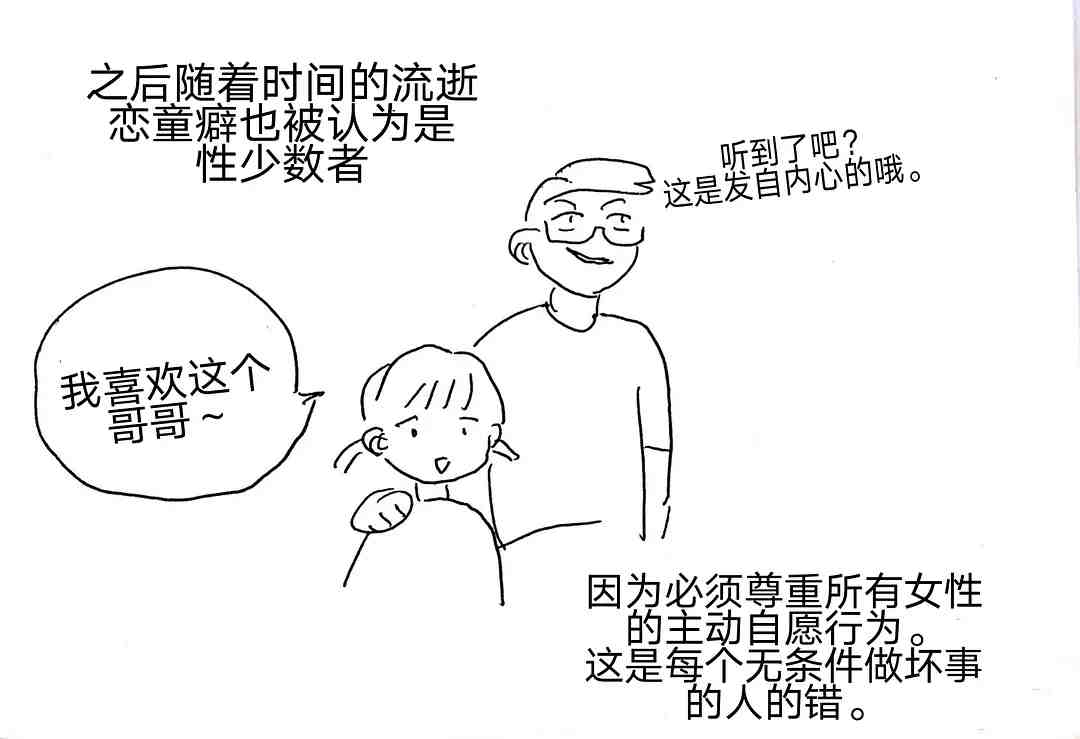 之后随着时间的流逝
恋童癖也被认为是
性少数者
听到了吧？
这是发自内心的哦。
我喜欢这个
哥哥~
因为必须尊重所有女性
的主动自愿行为。
这是每个无条件做坏事
的人的错。